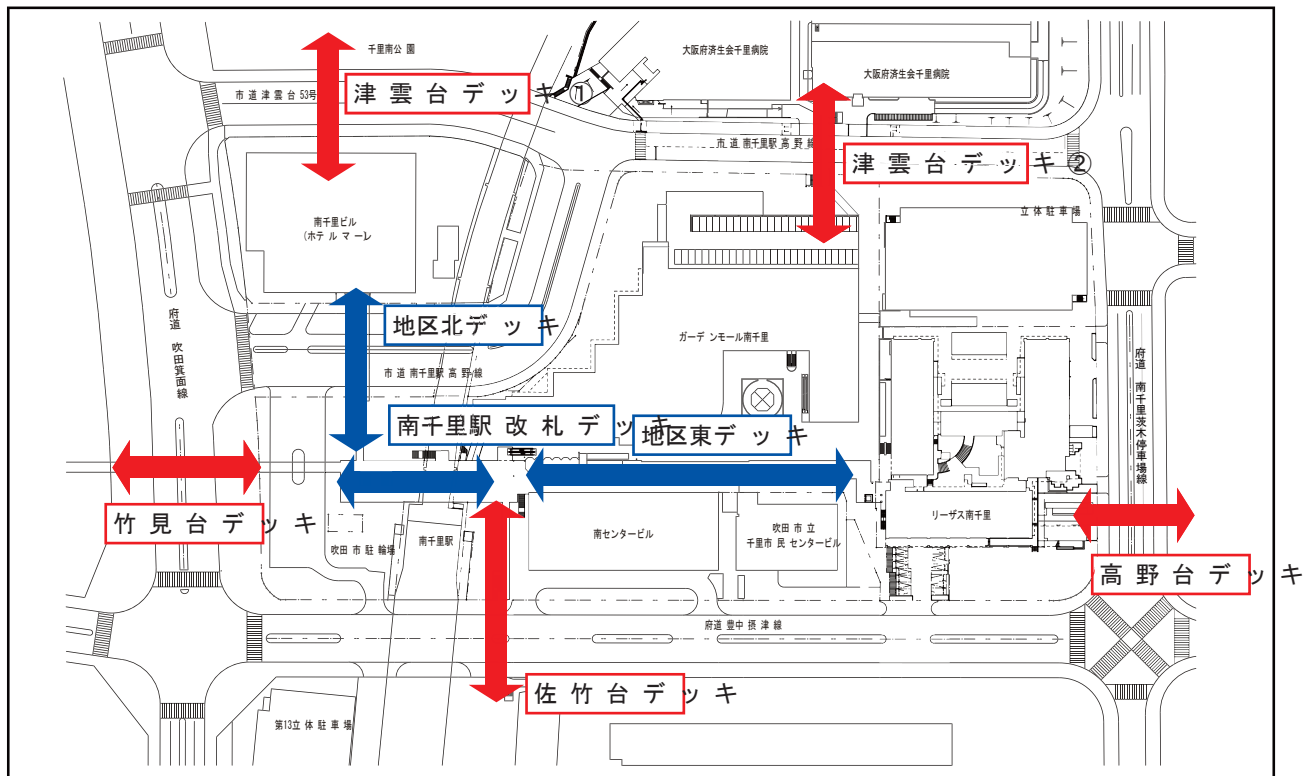 千里南公園
大阪府済生会千里病院
大阪府済生会千里病院
市道津雲台53号
津雲台デッキ①
市道南千里駅高野線
津雲台デッキ②
立体駐車場
南千里ビル
(ホテルマーレ
府道 吹田箕面線
地区北デッキ
ガーデンモール南千里
市道南千里駅高野線
府道 南千里茨木停車場線
南千里駅改札デッキ
地区東デッキ
竹見台デッキ
吹田市駐輪場
南千里駅
南センタービル
吹田市立
千里市民センタービル
リーザス南千里
高野台デッキ
府道豊中摂津線
佐竹台デッキ
第13立体駐車場